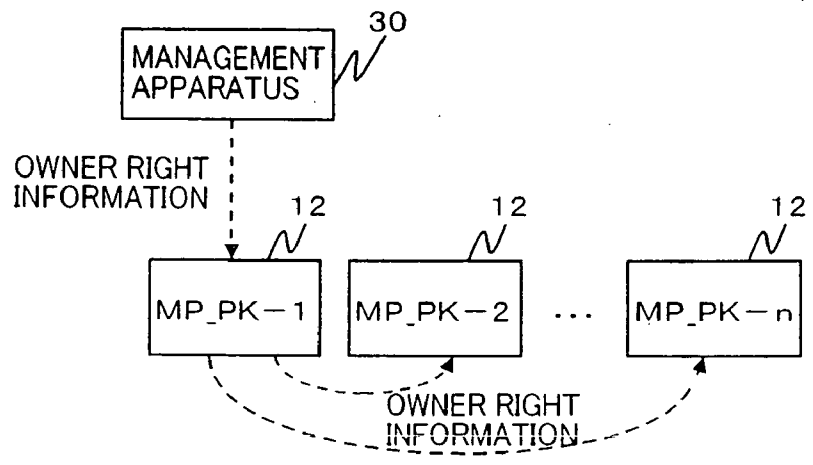 30
MANAGEMENT
APPARATUS
OWNER RIGHT
INFORMATION
12
12
12
MP_PK-1
MP_PK-2
...
MP_PK-n
OWNER RIGHT
INFORMATION